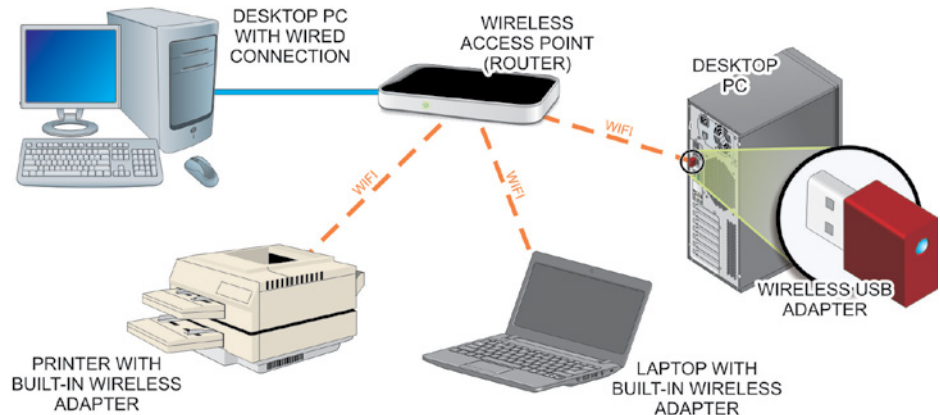 DESKTOP PC
WITH WIRED
CONNECTION
WIRELESS
ACCESS POINT
(ROUTER)
DESKTOP
PC
WIFI
WIFI
WIFI
WIRELESS USB
ADAPTER
PRINTER WITH
BUILT-IN WIRELESS
ADAPTER
LAPTOP WITH
BUILT-IN WIRELESS
ADAPTER